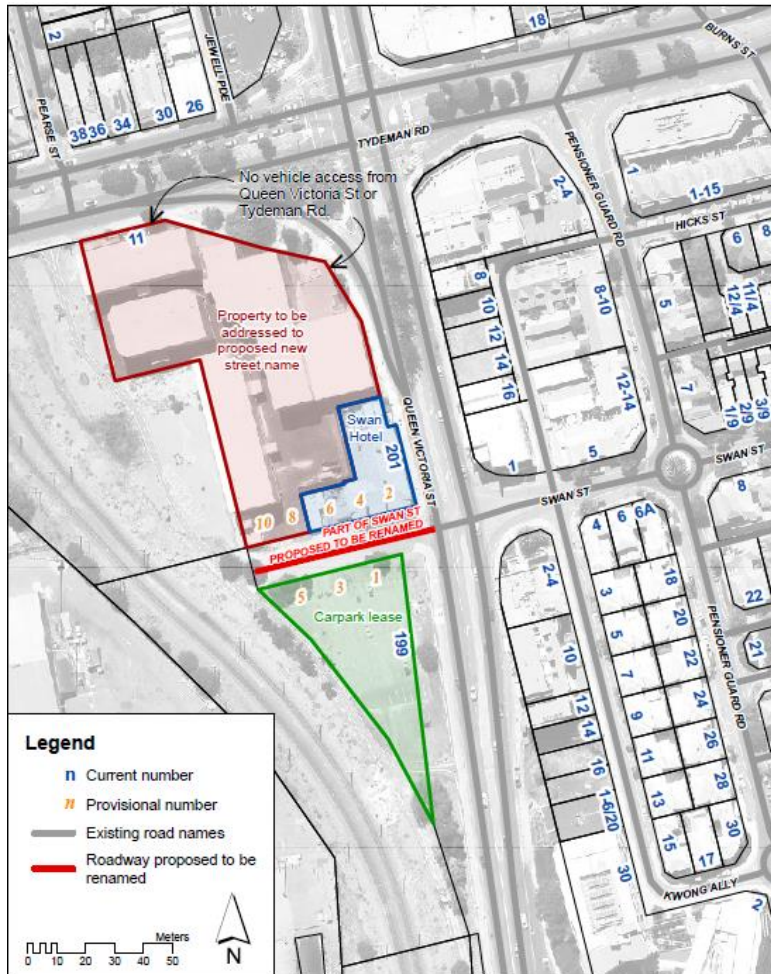 18
BURNS ST
2
JEWELL PDE
PEARSE ST
38
36
34
30
26
TYDEMAN RD
PENSIONER GUARD RD
No vehicle access from
Queen Victoria St or
Tydeman Rd.
2-4
1
1-15
HICKS ST
11
6
8
8
10
12
14
16
8-10
5
12/4
11/4
Property to be
addressed to
proposed new
street name
12-14
7
1/9
2/9
3/9
QUEEN VICTORIA ST
Swan
Hotel
201
1
5
SWAN ST
SWAN ST
10
8
6
4
2
PART OF SWAN ST
PROPOSED TO BE RENAMED
4
6
6A
8
5
3
1
2-4
3
18
Carpark lease
199
5
20
22
PENSIONER GUARD RD
10
7
22
21
12
14
9
24
16
11
26
1-6/20
13
28
15
17
30
30
KWONG ALLY
2
Legend
n Current number
n Provisional number
Existing road names
Roadway proposed to be
renamed
Meters
0 10 20 30 40 50
N